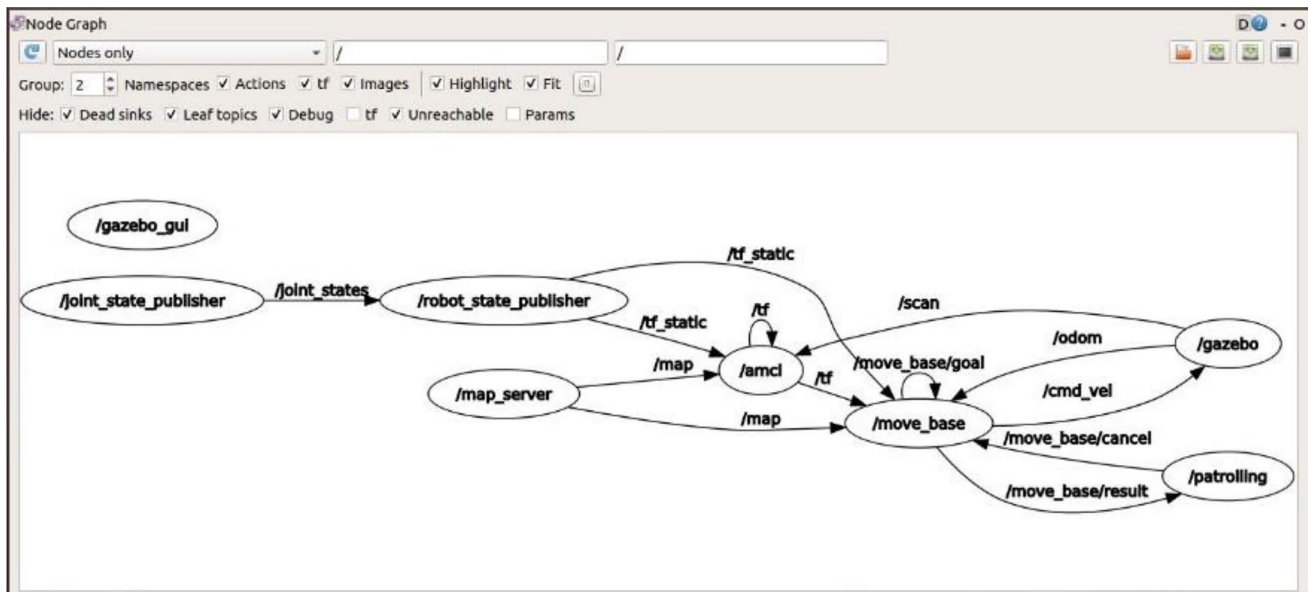 Node Graph
D - O
Nodes only / /
Group: 2 Namespaces Actions tf Images Highlight Fit
Hide: Dead sinks Leaf topics Debug tf Unreachable Params
/gazebo_gui
/tf_static
/joint_state_publisher
/joint_states
/robot_state_publisher
/scan
/tf_static
/tf
/odom
/gazebo
/map
/amcl
/move_base/goal
/tf
/map_server
/cmd_vel
/map
/move_base
/move_base/cancel
/patrolling
/move_base/result